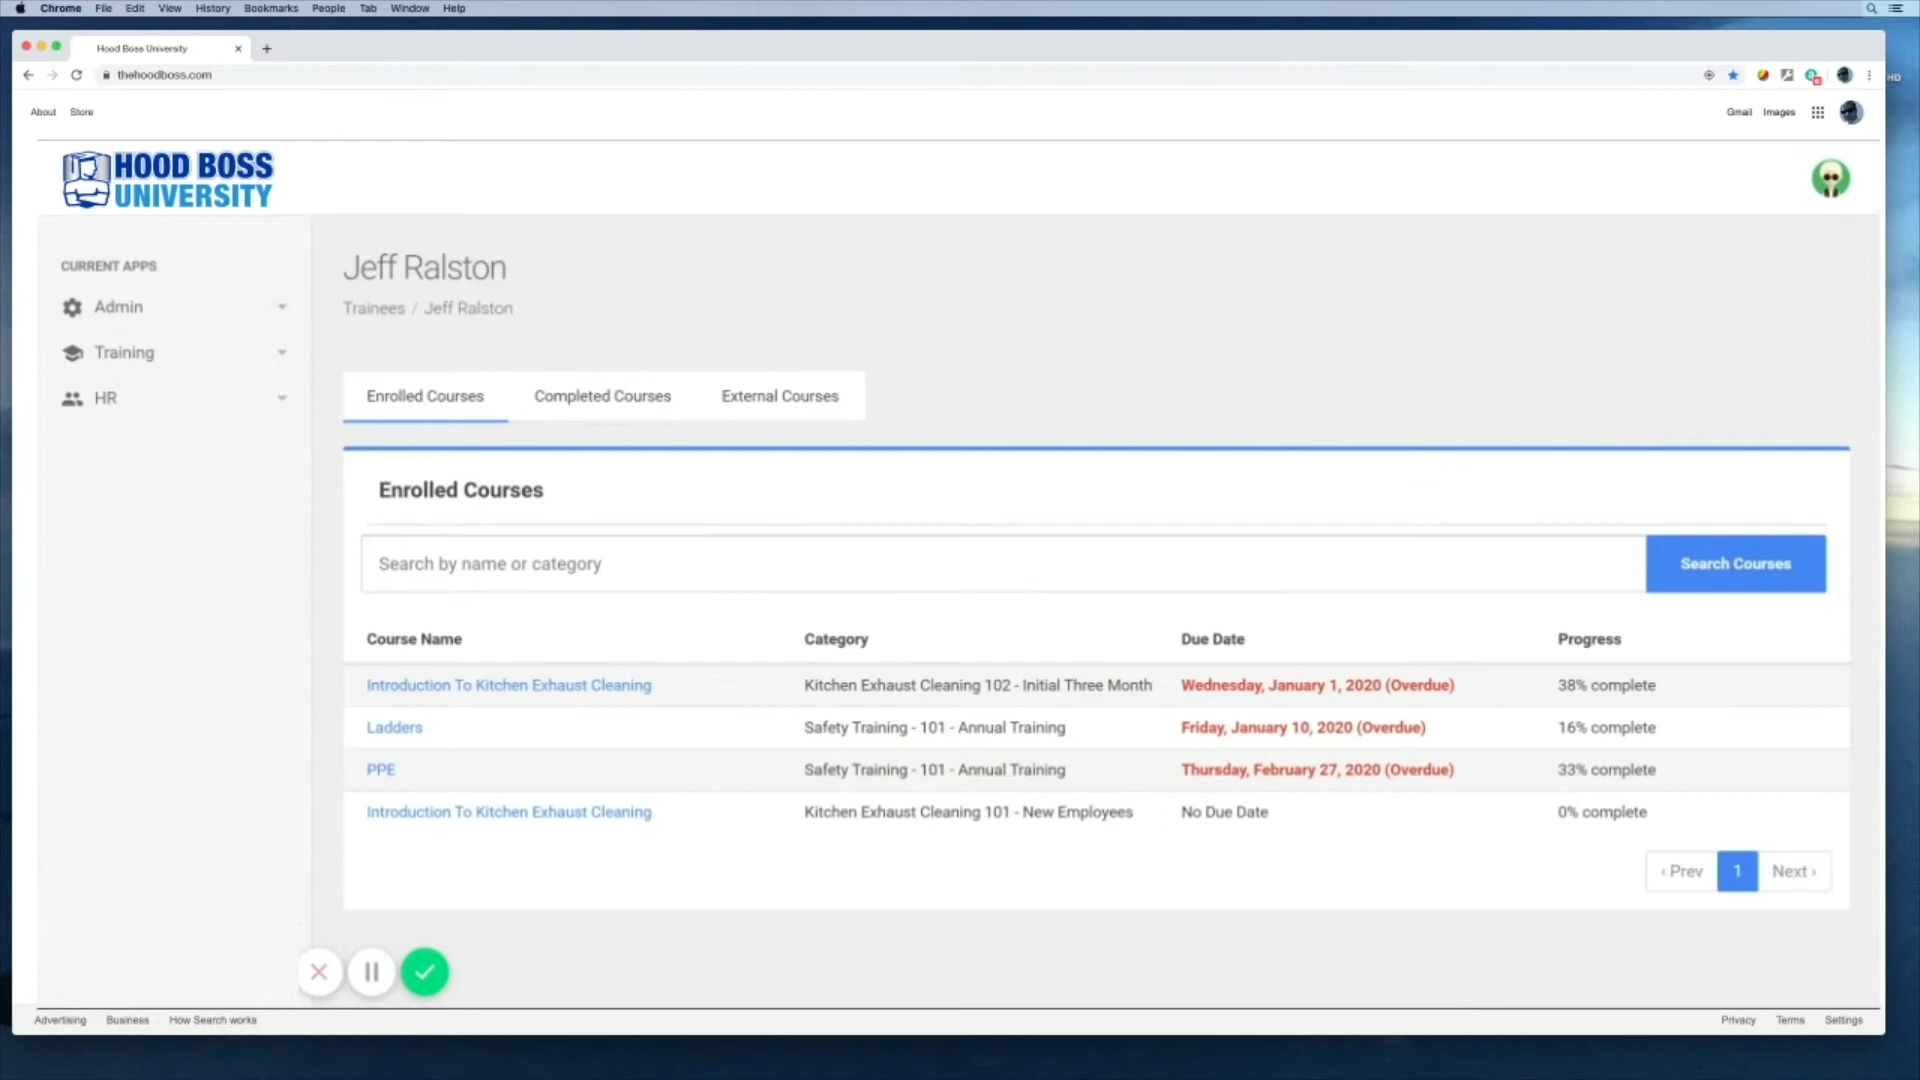 Chrome File Edit View History Bookmarks People Tab Window Help
Hood Boss University
thehoodboss.com
HD
About Store
Gmail Images
HOOD BOSS
UNIVERSITY
CURRENT APPS
Admin
Training
HR
Jeff Ralston
Trainees / Jeff Ralston
Enrolled Courses Completed Courses External Courses
Enrolled Courses
Search by name or category
Search Courses
Course Name Category Due Date Progress
Introduction To Kitchen Exhaust Cleaning Kitchen Exhaust Cleaning 102 - Initial Three Month Wednesday, January 1, 2020 (Overdue) 38% complete
Ladders Safety Training - 101 - Annual Training Friday, January 10, 2020 (Overdue) 16% complete
PPE Safety Training - 101 - Annual Training Thursday, February 27, 2020 (Overdue) 33% complete
Introduction To Kitchen Exhaust Cleaning Kitchen Exhaust Cleaning 101 - New Employees No Due Date 0% complete
‹ Prev 1 Next ›
Advertising Business How Search works
Privacy Terms Settings